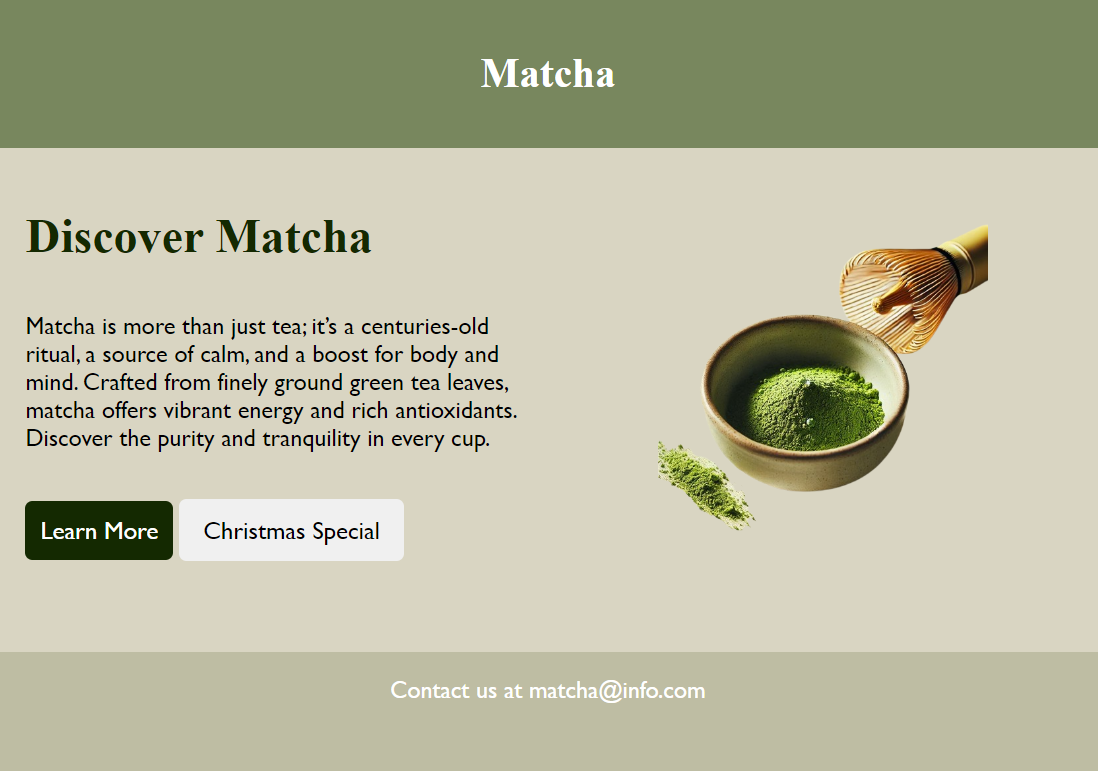 Matcha
Discover Matcha
Matcha is more than just tea; it’s a centuries-old
ritual, a source of calm, and a boost for body and
mind. Crafted from finely ground green tea leaves,
matcha offers vibrant energy and rich antioxidants.
Discover the purity and tranquility in every cup.
Learn More
Christmas Special
Contact us at matcha@info.com